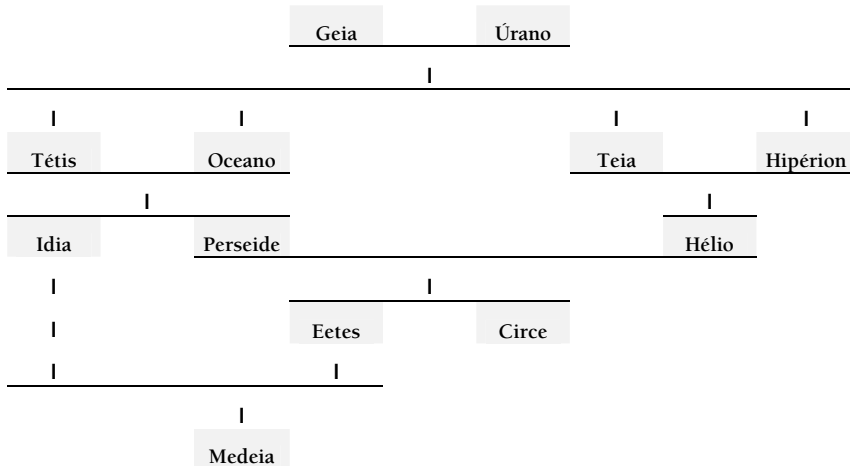 Geia Úrano
Tétis Oceano Teia Hipérion
Idia Perseide Hélio
Eetes Circe
Medeia